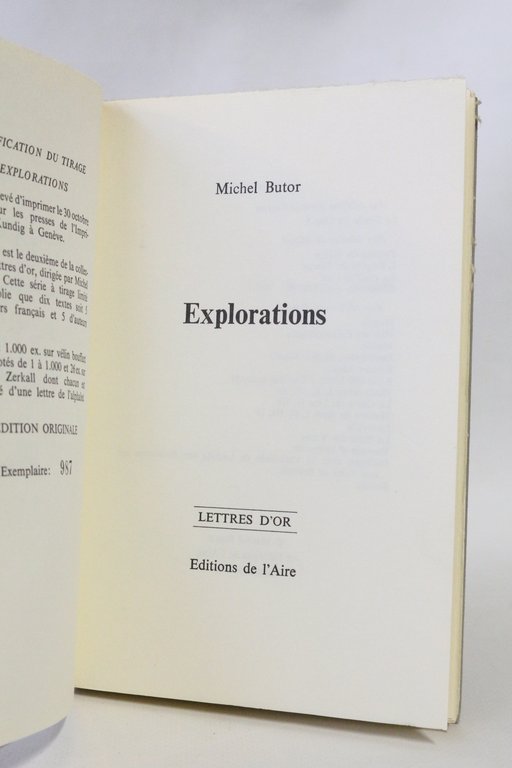 FICATION DU TIRAGE
EXPLORATIONS
evé d'imprimer le 30 octobre
ur les presses de l'Impri-
Kundig à Genève.
est le deuxième de la collec-
ttres d'or, dirigée par Michel
Cette série à tirage limité
olie que dix textes soit 5
rs français et 5 d'auteurs
1.000 ex. sur vélin bouffant
otés de 1 à 1.000 et 26 ex. sur
Zerkall dont chacun est
é d'une lettre de l'alphabet
DITION ORIGINALE
Exemplaire: 987
Michel Butor
Explorations
LETTRES D'OR
Editions de l'Aire